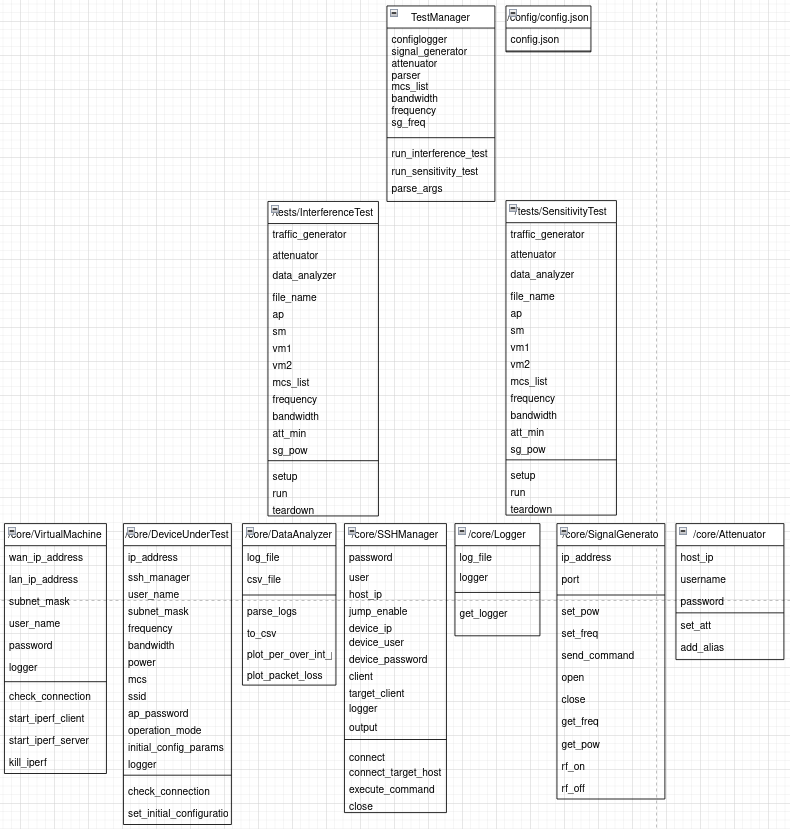 TestManager
configlogger
signal_generator
attenuator
parser
mcs_list
bandwidth
frequency
sg_freq
run_interference_test
run_sensitivity_test
parse_args
/config/config.json
config.json
/tests/InterferenceTest
traffic_generator
attenuator
data_analyzer
file_name
ap
sm
vm1
vm2
mcs_list
frequency
bandwidth
att_min
sg_pow
setup
run
teardown
/tests/SensitivityTest
traffic_generator
attenuator
data_analyzer
file_name
ap
sm
vm1
vm2
mcs_list
frequency
bandwidth
att_min
sg_pow
setup
run
teardown
/core/VirtualMachine
wan_ip_address
lan_ip_address
subnet_mask
user_name
password
logger
check_connection
start_iperf_client
start_iperf_server
kill_iperf
/core/DeviceUnderTest
ip_address
ssh_manager
user_name
subnet_mask
frequency
bandwidth
power
mcs
ssid
ap_password
operation_mode
initial_config_params
logger
check_connection
set_initial_configuratio
/core/DataAnalyzer
log_file
csv_file
parse_logs
to_csv
plot_per_over_int_
plot_packet_loss
/core/SSHManager
password
user
host_ip
jump_enable
device_ip
device_user
device_password
client
target_client
logger
output
connect
connect_target_host
execute_command
close
/core/Logger
log_file
logger
get_logger
/core/SignalGenerato
ip_address
port
set_pow
set_freq
send_command
open
close
get_freq
get_pow
rf_on
rf_off
/core/Attenuator
host_ip
username
password
set_att
add_alias